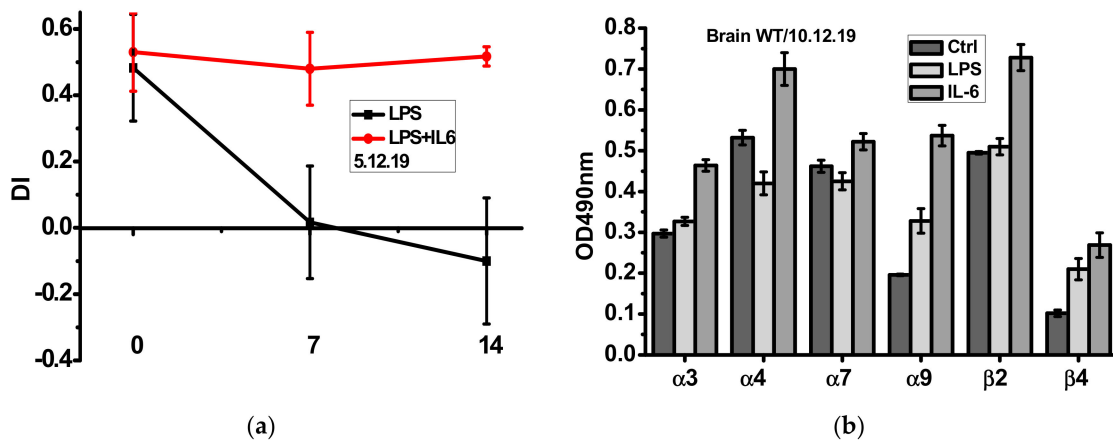 0.6
0.4
0.2
0.0
-0.2
-0.4
DI
0
7
14
LPS
LPS+IL6
5.12.19
(a)
Brain WT/10.12.19
Ctrl
LPS
IL-6
0.8
0.7
0.6
0.5
0.4
0.3
0.2
0.1
0.0
OD490nm
α3
α4
α7
α9
β2
β4
(b)